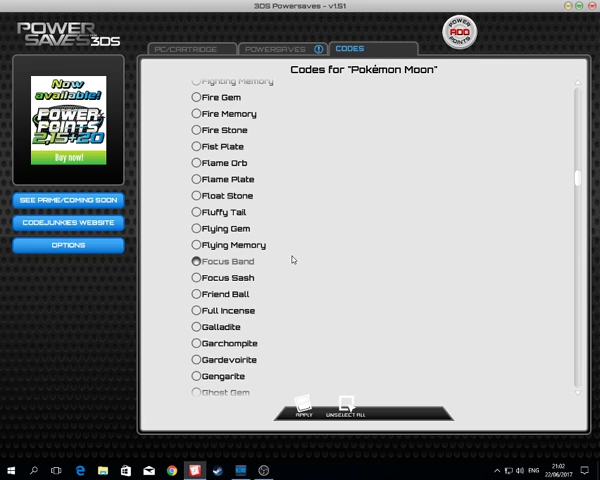 3DS Powersaves - v1.51
POWER
SAVES 3DS
POWER
ADD
POINTS
PC/CARTRIDGE
POWERSAVES
CODES
Codes for "Pokémon Moon"
Now
available!
POWER
POINTS
2,15+20
Buy now!
SEE PRIME/COMING SOON
CODEJUNKIES WEBSITE
OPTIONS
Fighting Memory
Fire Gem
Fire Memory
Fire Stone
Fist Plate
Flame Orb
Flame Plate
Float Stone
Fluffy Tail
Flying Gem
Flying Memory
Focus Band
Focus Sash
Friend Ball
Full Incense
Galladite
Garchompite
Gardevoirite
Gengarite
Ghost Gem
APPLY
UNSELECT ALL
ENG
21:02
22/06/2017